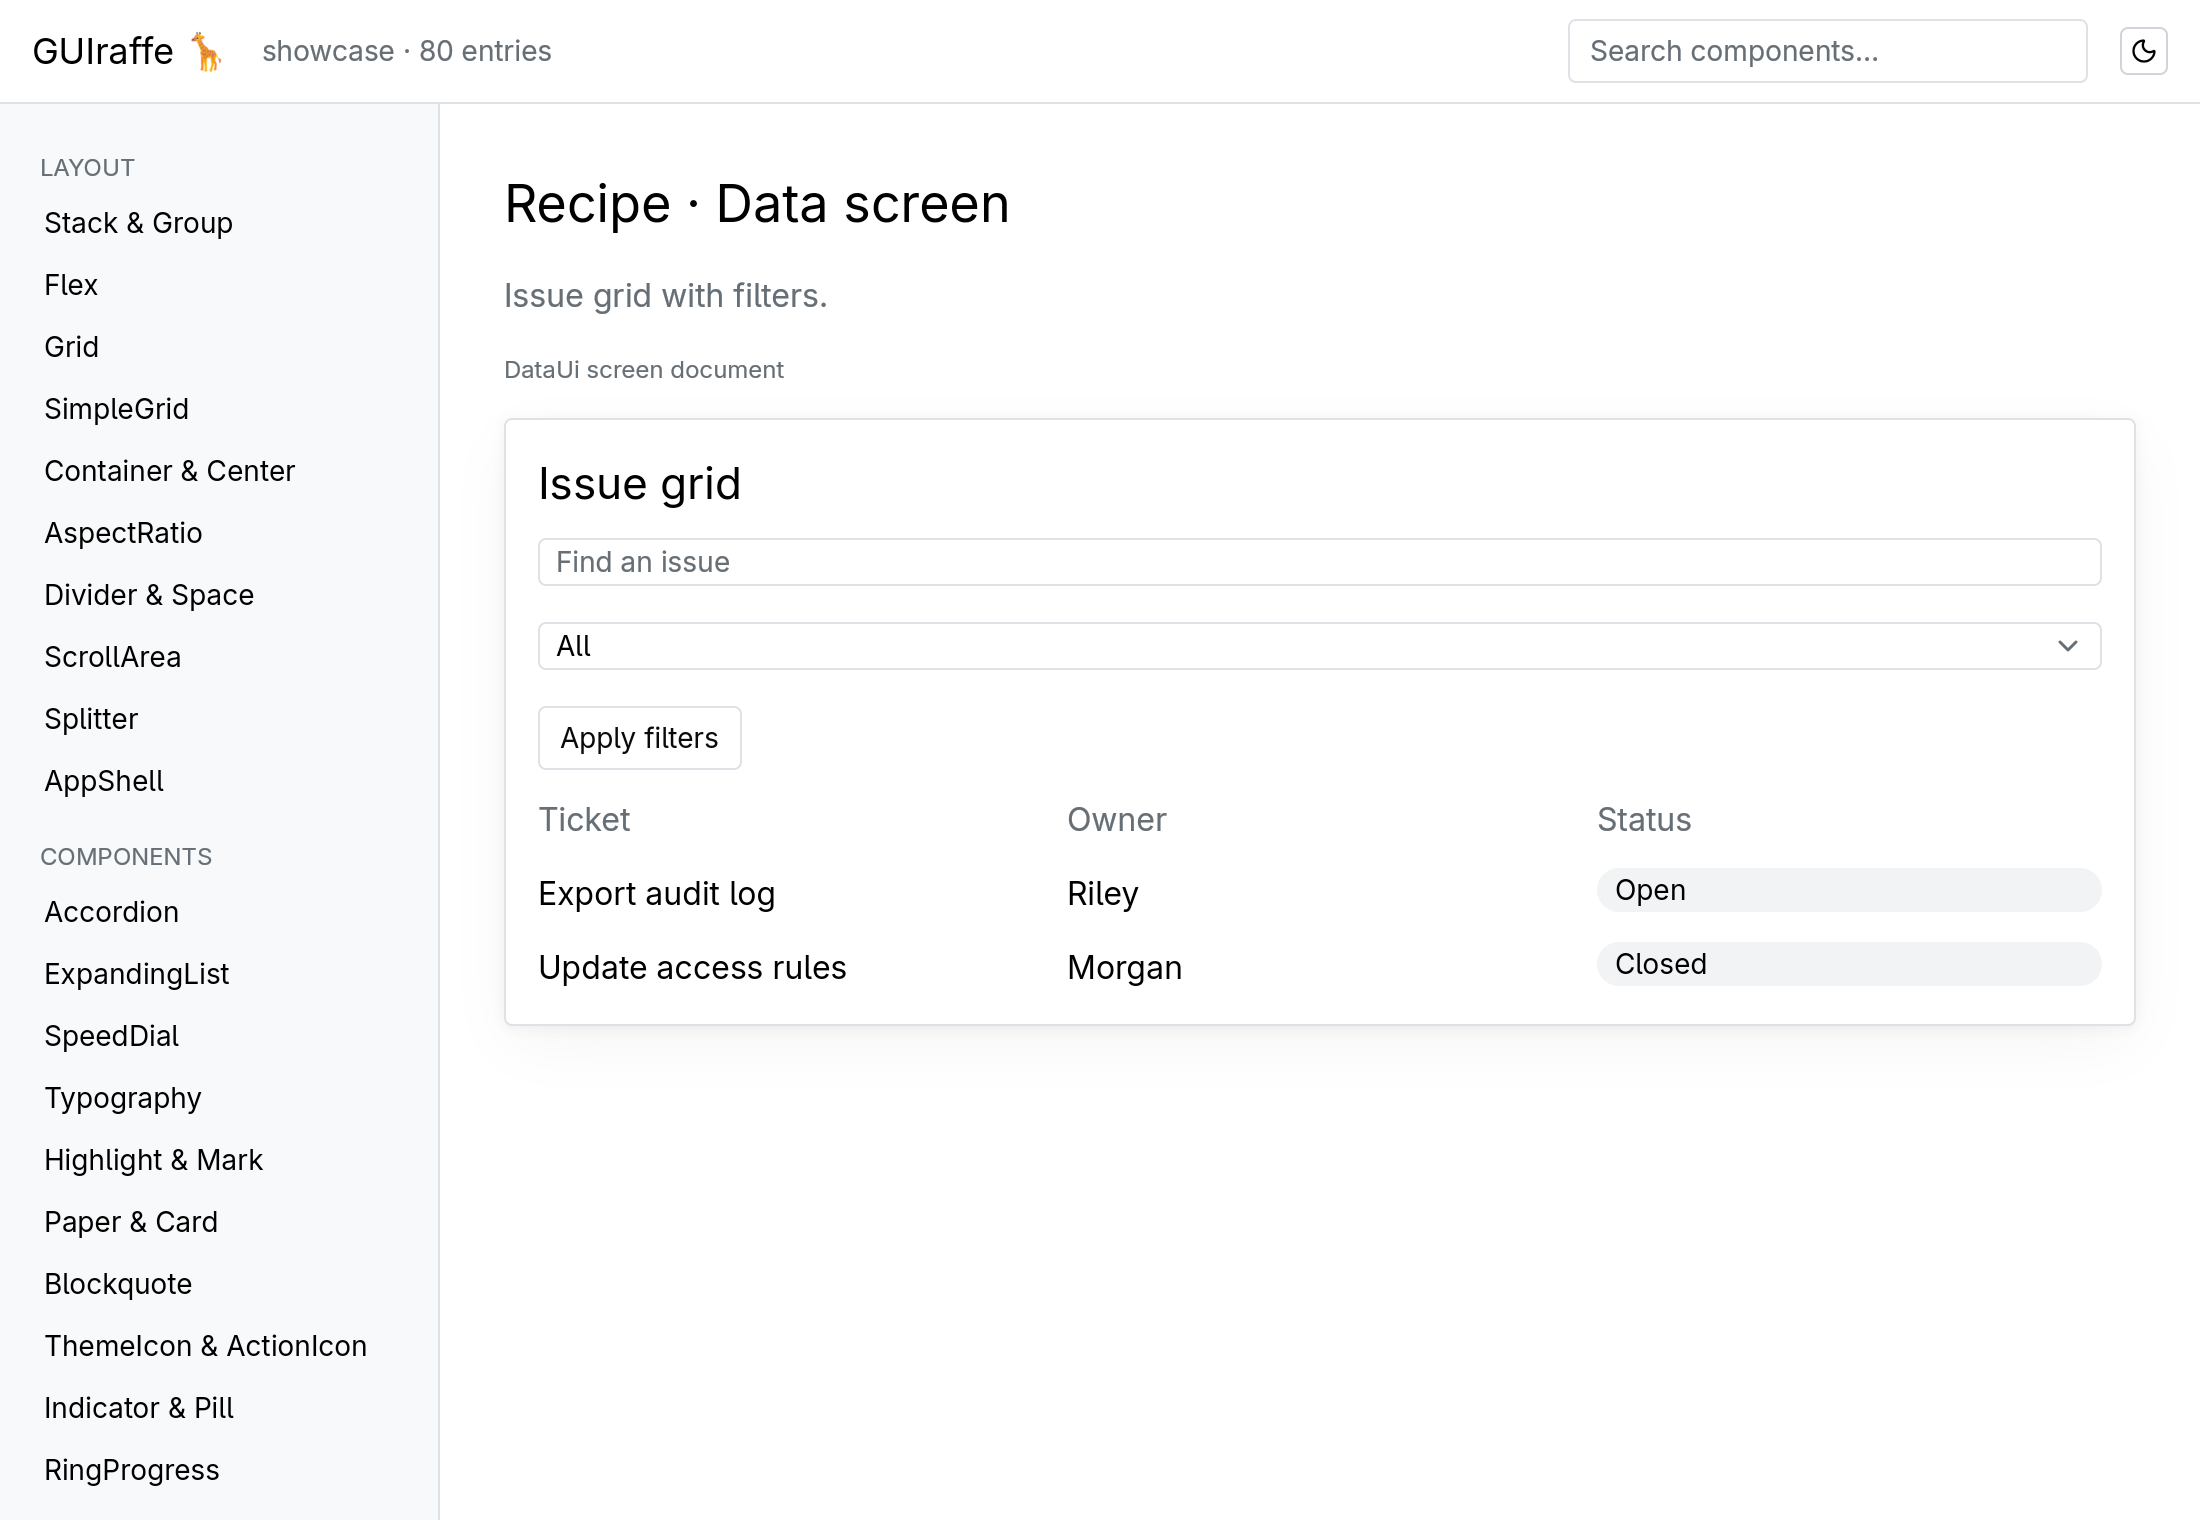 GUIraffe 🦒 showcase · 80 entries
Search components...
LAYOUT
Stack & Group
Flex
Grid
SimpleGrid
Container & Center
AspectRatio
Divider & Space
ScrollArea
Splitter
AppShell
COMPONENTS
Accordion
ExpandingList
SpeedDial
Typography
Highlight & Mark
Paper & Card
Blockquote
ThemeIcon & ActionIcon
Indicator & Pill
RingProgress
Recipe · Data screen
Issue grid with filters.
DataUi screen document
Issue grid
Find an issue
All
Apply filters
Ticket Owner Status
Export audit log Riley Open
Update access rules Morgan Closed